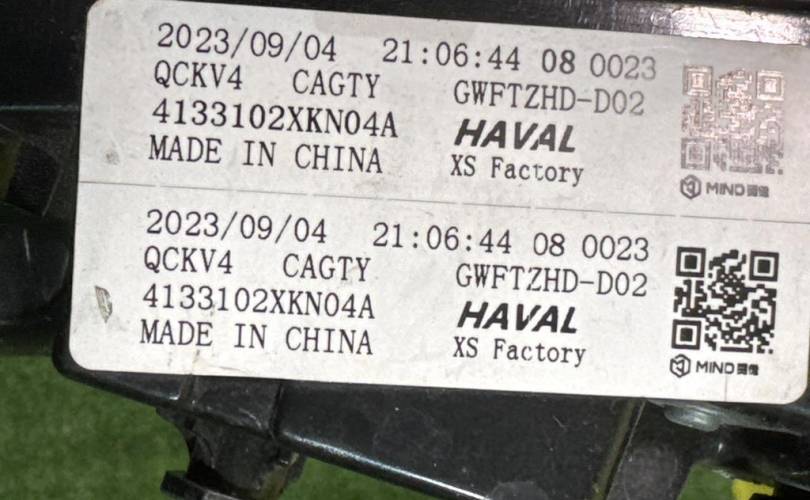 2023/09/04 21:06:44 08 0023
QCKV4 CAGTY GWFTZHD-D02
4133102XKN04A HAVAL
MADE IN CHINA XS Factory
MIND
2023/09/04 21:06:44 08 0023
QCKV4 CAGTY GWFTZHD-D02
4133102XKN04A HAVAL
MADE IN CHINA XS Factory
MIND